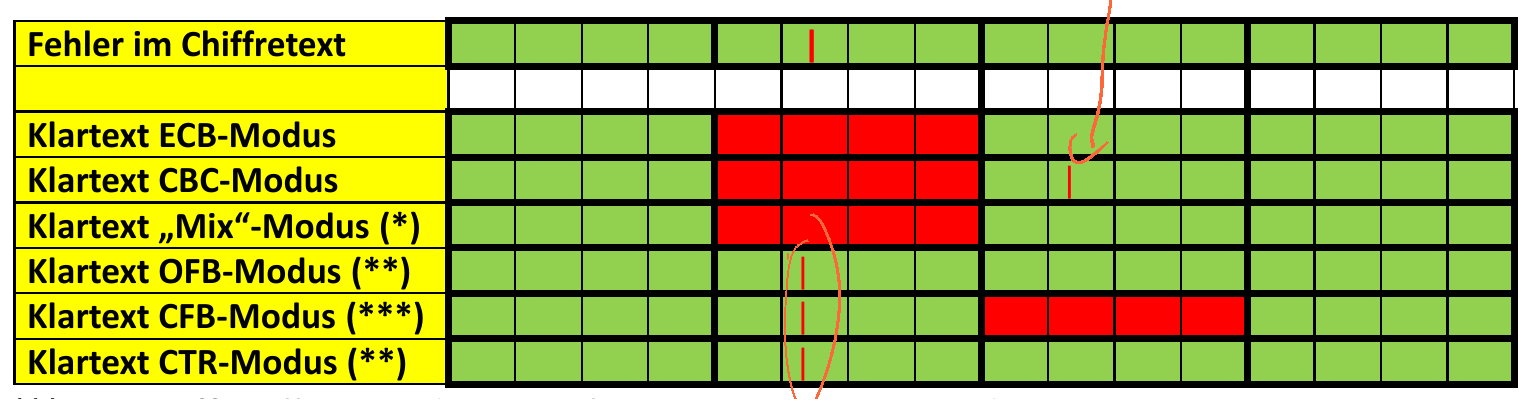 Fehler im Chiffretext
Klartext ECB-Modus
Klartext CBC-Modus
Klartext „Mix“-Modus (*)
Klartext OFB-Modus (**)
Klartext CFB-Modus (***)
Klartext CTR-Modus (**)